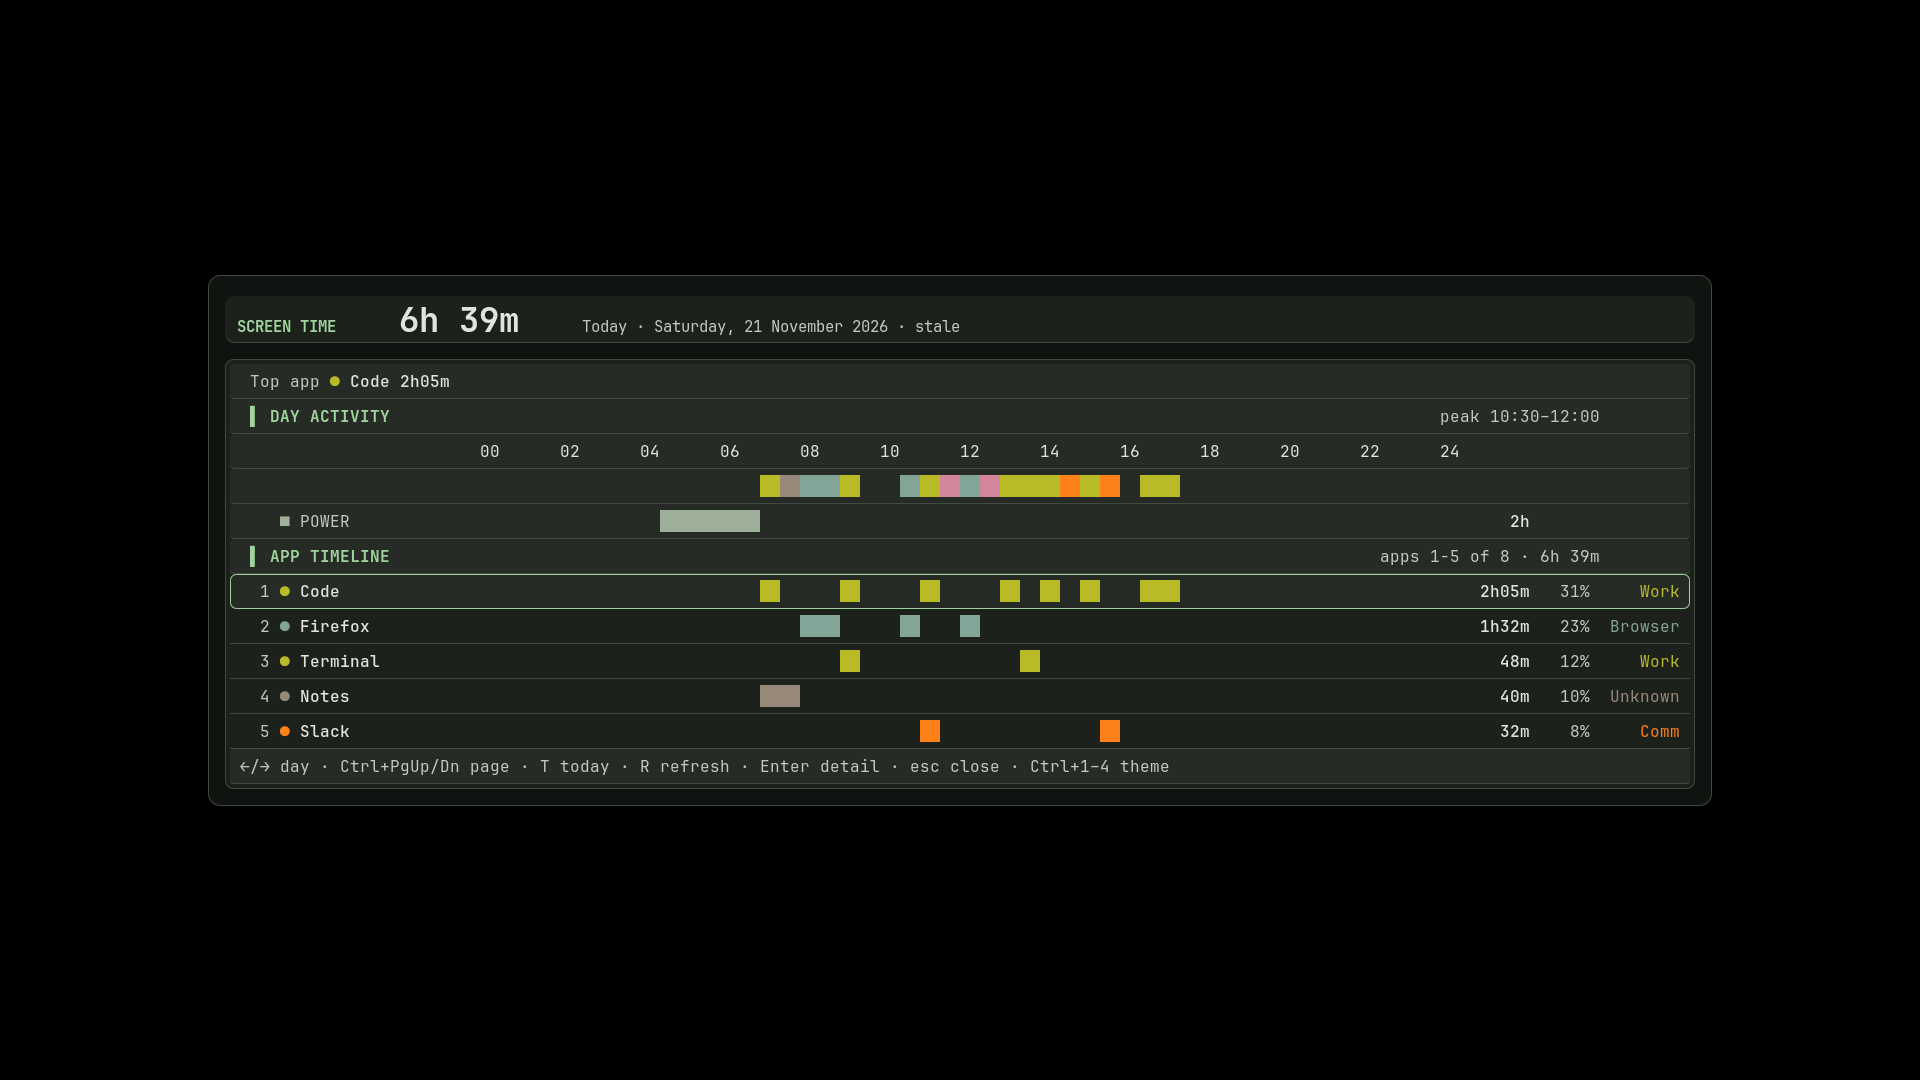 SCREEN TIME 6h 39m Today · Saturday, 21 November 2026 · stale
Top app ● Code 2h05m
DAY ACTIVITY peak 10:30–12:00
00 02 04 06 08 10 12 14 16 18 20 22 24
■ POWER 2h
APP TIMELINE apps 1-5 of 8 · 6h 39m
1 ● Code 2h05m 31% Work
2 ● Firefox 1h32m 23% Browser
3 ● Terminal 48m 12% Work
4 ● Notes 40m 10% Unknown
5 ● Slack 32m 8% Comm
←/→ day · Ctrl+PgUp/Dn page · T today · R refresh · Enter detail · esc close · Ctrl+1–4 theme